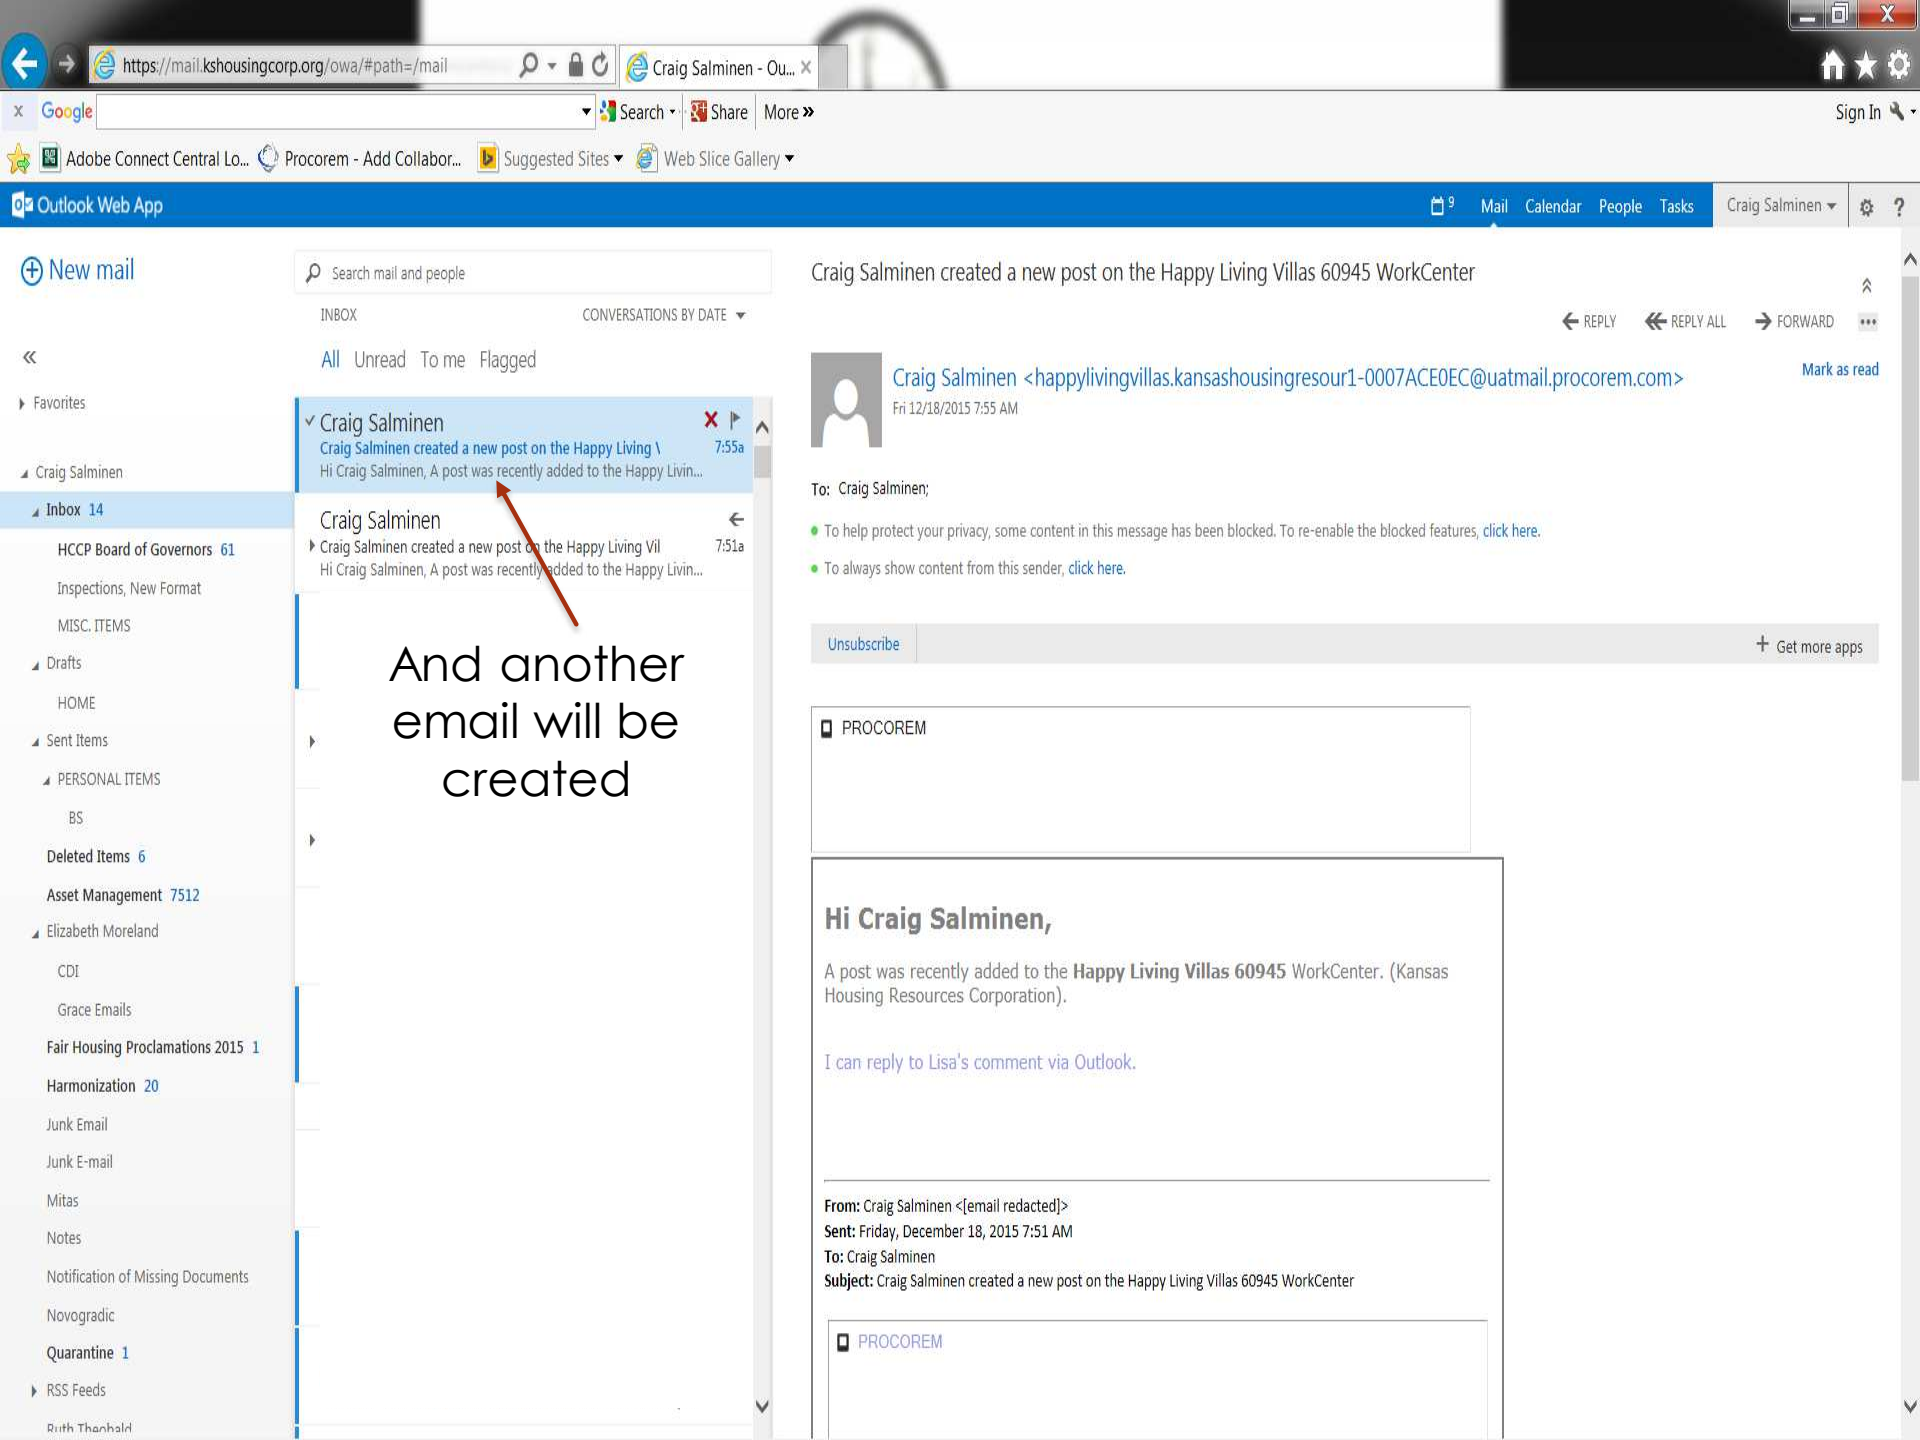 https://mail.kshousingcorp.org/owa/#path=/mail
Craig Salminen - Ou...
x Google
Search
Share
More »
Sign In
Adobe Connect Central Lo...
Procorem - Add Collabor...
Suggested Sites
Web Slice Gallery
Outlook Web App
9
Mail Calendar People Tasks
Craig Salminen
?
New mail
Favorites
Craig Salminen
Inbox 14
HCCP Board of Governors 61
Inspections, New Format
MISC. ITEMS
Drafts
HOME
Sent Items
PERSONAL ITEMS
BS
Deleted Items 6
Asset Management 7512
Elizabeth Moreland
CDI
Grace Emails
Fair Housing Proclamations 2015 1
Harmonization 20
Junk Email
Junk E-mail
Mitas
Notes
Notification of Missing Documents
Novogradic
Quarantine 1
RSS Feeds
Ruth Theobald
Search mail and people
INBOX
CONVERSATIONS BY DATE
All Unread To me Flagged
Craig Salminen
Craig Salminen created a new post on the Happy Living \ 7:55a
Hi Craig Salminen, A post was recently added to the Happy Livin...
Craig Salminen
Craig Salminen created a new post on the Happy Living Vil 7:51a
Hi Craig Salminen, A post was recently added to the Happy Livin...
And another
email will be
created
Craig Salminen created a new post on the Happy Living Villas 60945 WorkCenter
REPLY REPLY ALL FORWARD ...
Mark as read
Craig Salminen <happylivingvillas.kansashousingresour1-0007ACE0EC@uatmail.procorem.com>
Fri 12/18/2015 7:55 AM
To: Craig Salminen;
To help protect your privacy, some content in this message has been blocked. To re-enable the blocked features, click here.
To always show content from this sender, click here.
Unsubscribe
+ Get more apps
PROCOREM
Hi Craig Salminen,
A post was recently added to the Happy Living Villas 60945 WorkCenter. (Kansas
Housing Resources Corporation).
I can reply to Lisa's comment via Outlook.
From: Craig Salminen <[email redacted]>
Sent: Friday, December 18, 2015 7:51 AM
To: Craig Salminen
Subject: Craig Salminen created a new post on the Happy Living Villas 60945 WorkCenter
PROCOREM